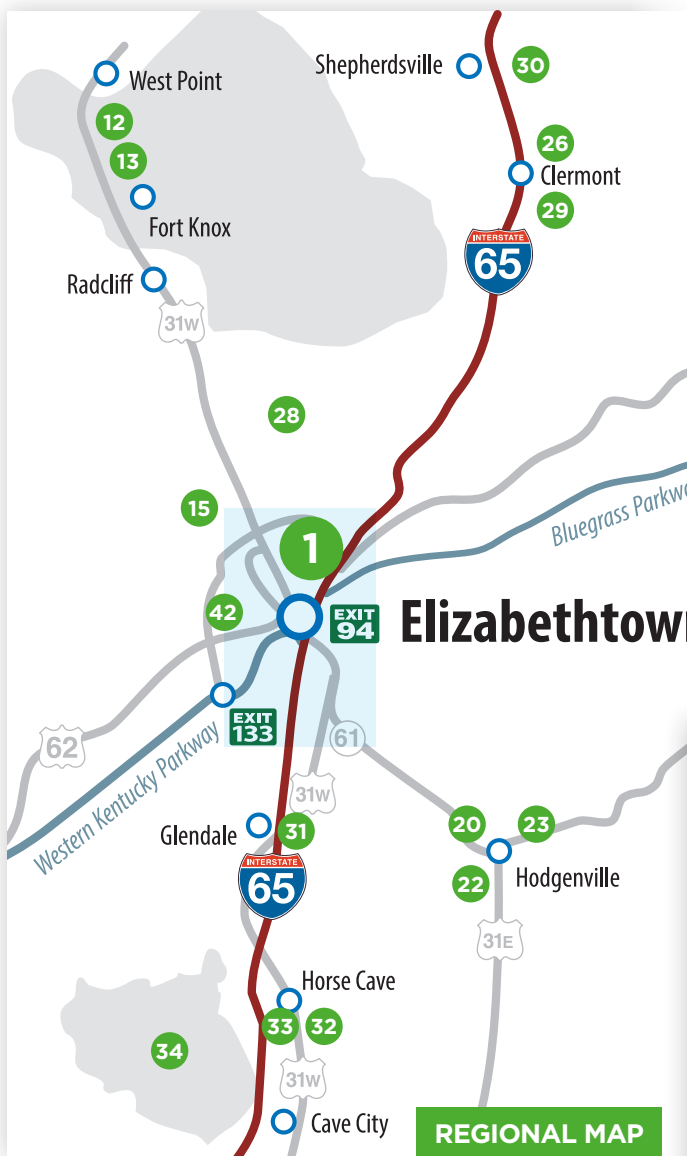 West Point
Shepherdsville
30
12
26
13
Clermont
Fort Knox
29
INTERSTATE
65
Radcliff
31W
28
15
Bluegrass Parkw
1
42
EXIT
94
Elizabethtown
EXIT
133
62
61
Western Kentucky Parkway
31W
Glendale
31
20
23
INTERSTATE
65
22
Hodgenville
31E
Horse Cave
33
32
34
31W
Cave City
REGIONAL MAP